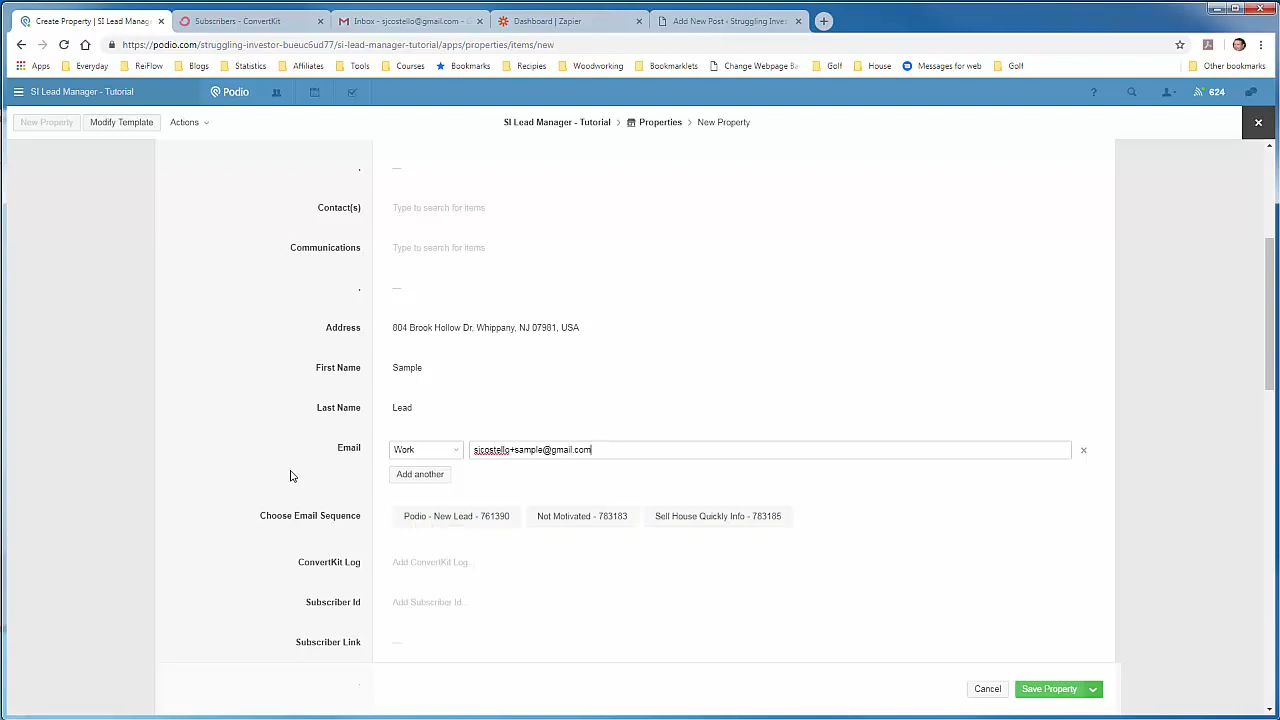 Create Property | SI Lead Manag
Subscribers - ConvertKit
Inbox - sjcostello@gmail.com -
Dashboard | Zapier
Add New Post - Struggling Inves
https://podio.com/struggling-investor-bueuc6ud77/si-lead-manager-tutorial/apps/properties/items/new
Apps
Everyday
ReiFlow
Blogs
Statistics
Affiliates
Tools
Courses
Bookmarks
Recipies
Woodworking
Bookmarklets
Change Webpage Ba
Golf
House
Messages for web
Golf
Other bookmarks
SI Lead Manager - Tutorial
Podio
?
624
New Property
Modify Template
Actions
SI Lead Manager - Tutorial > Properties > New Property
. —
Contact(s) Type to search for items
Communications Type to search for items
. —
Address 804 Brook Hollow Dr, Whippany, NJ 07981, USA
First Name Sample
Last Name Lead
Email Work sjcostello+sample@gmail.com
Add another
Choose Email Sequence Podio - New Lead - 761390 Not Motivated - 783183 Sell House Quickly Info - 783185
ConvertKit Log Add ConvertKit Log...
Subscriber Id Add Subscriber Id...
Subscriber Link —
.
Cancel Save Property